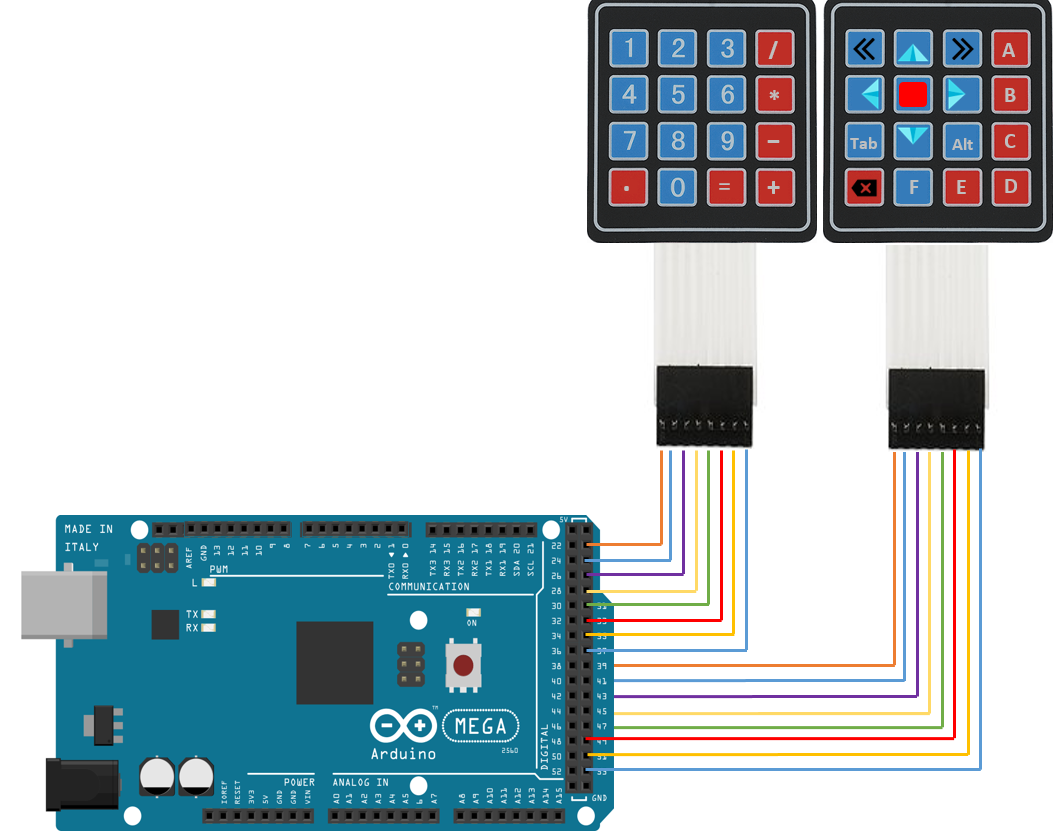 1 2 3 /
4 5 6 *
7 8 9 -
. 0 = +
A
B
Tab Alt C
F E D
MADE IN
ITALY
AREF
GND
13
12
11
10
9
8
7
6
5
4
3
2
TX0 1
RX0 0
TX3 14
RX3 15
TX2 16
RX2 17
TX1 18
RX1 19
SDA 20
SCL 21
PWM
COMMUNICATION
L
TX
RX
ON
5V
22
24
26
28
30 31
32 33
34 35
36 37
38 39
40 41
42 43
44 45
46 47
48 49
50 51
52 53
GND
DIGITAL
TM
MEGA
Arduino
2560
POWER
ANALOG IN
IOREF
RESET
3V3
5V
GND
GND
VIN
A0
A1
A2
A3
A4
A5
6
A7
A8
A9
A10
A11
A12
A13
A14
A15